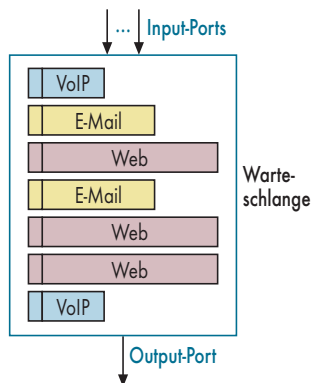 ... Input-Ports
VoIP
E-Mail
Web
E-Mail
Web
Web
VoIP
Warte-
schlange
Output-Port